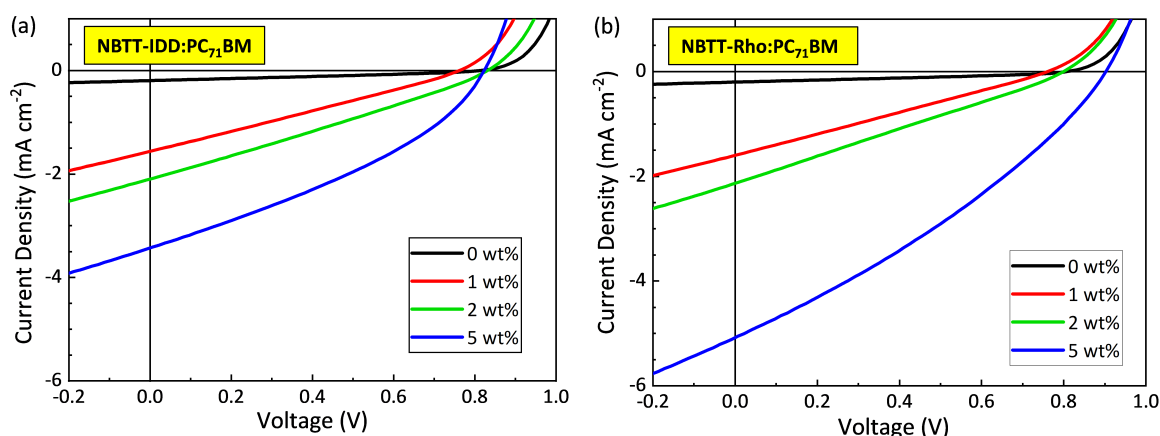 (a)
NBTT-IDD:PC71BM
0
-2
-4
-6
Current Density (mA cm-2)
0 wt%
1 wt%
2 wt%
5 wt%
-0.2 0.0 0.2 0.4 0.6 0.8 1.0
Voltage (V)
(b)
NBTT-Rho:PC71BM
0
-2
-4
-6
Current Density (mA cm-2)
0 wt%
1 wt%
2 wt%
5 wt%
-0.2 0.0 0.2 0.4 0.6 0.8 1.0
Voltage (V)